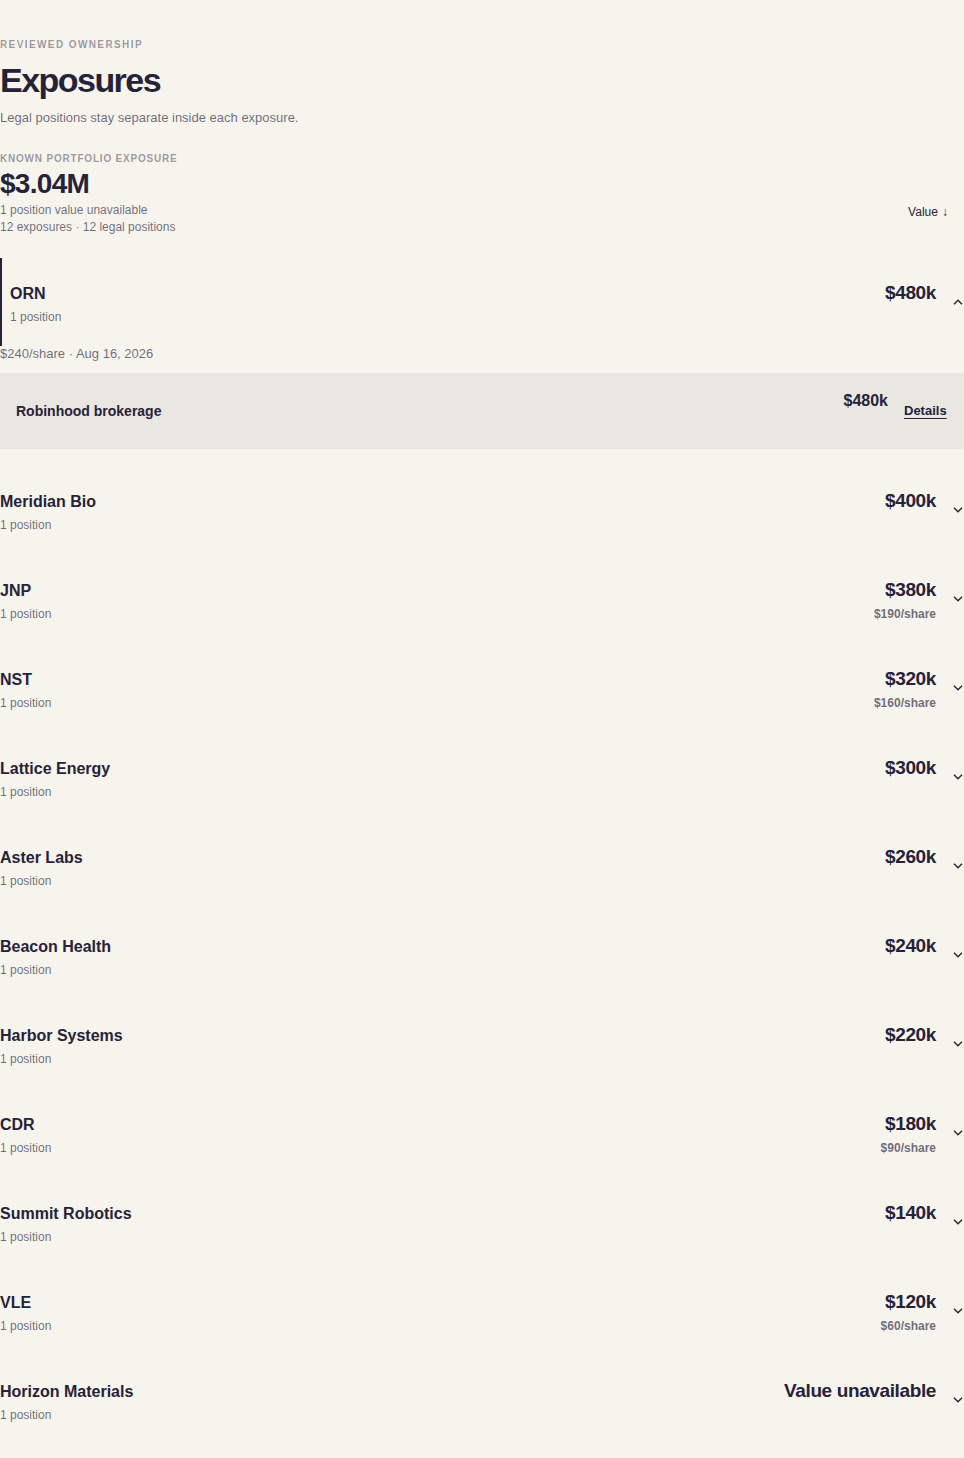 REVIEWED OWNERSHIP
Exposures
Legal positions stay separate inside each exposure.
KNOWN PORTFOLIO EXPOSURE
$3.04M
1 position value unavailable
12 exposures · 12 legal positions
Value ↓
ORN
$480k
1 position
$240/share · Aug 16, 2026
Robinhood brokerage
$480k
Details
Meridian Bio
$400k
1 position
JNP
$380k
1 position
$190/share
NST
$320k
1 position
$160/share
Lattice Energy
$300k
1 position
Aster Labs
$260k
1 position
Beacon Health
$240k
1 position
Harbor Systems
$220k
1 position
CDR
$180k
1 position
$90/share
Summit Robotics
$140k
1 position
VLE
$120k
1 position
$60/share
Horizon Materials
Value unavailable
1 position